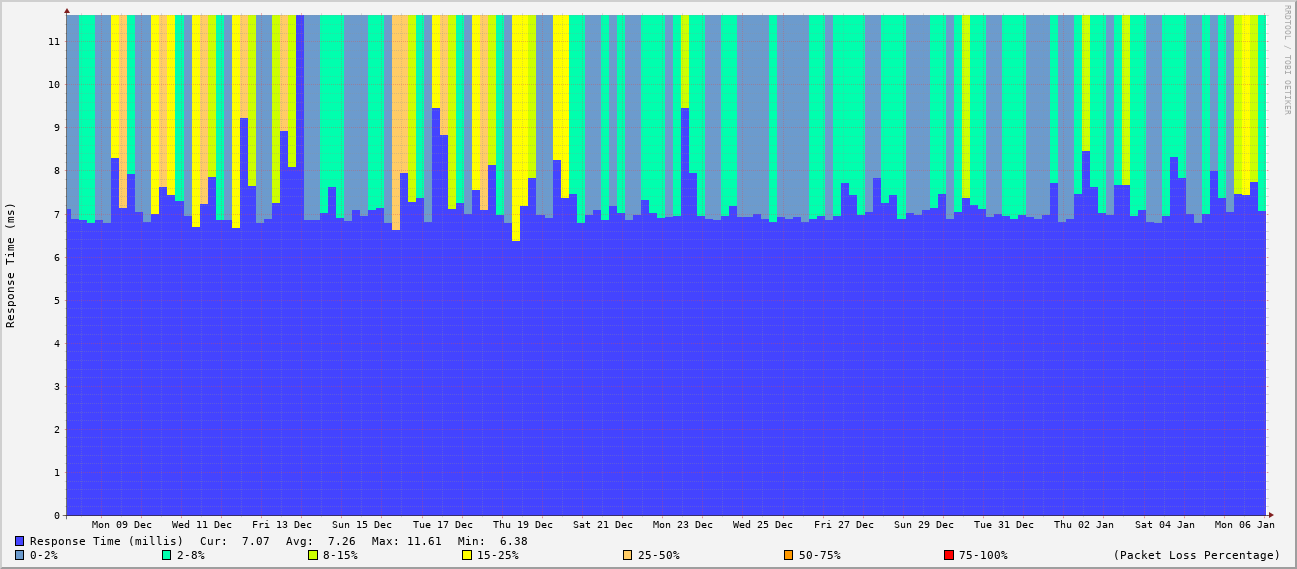 RRDTOOL / TOBI OETIKER
Response Time (ms)
11
10
9
8
7
6
5
4
3
2
1
0
Mon 09 Dec Wed 11 Dec Fri 13 Dec Sun 15 Dec Tue 17 Dec Thu 19 Dec Sat 21 Dec Mon 23 Dec Wed 25 Dec Fri 27 Dec Sun 29 Dec Tue 31 Dec Thu 02 Jan Sat 04 Jan Mon 06 Jan
Response Time (millis) Cur: 7.07 Avg: 7.26 Max: 11.61 Min: 6.38
0-2% 2-8% 8-15% 15-25% 25-50% 50-75% 75-100% (Packet Loss Percentage)